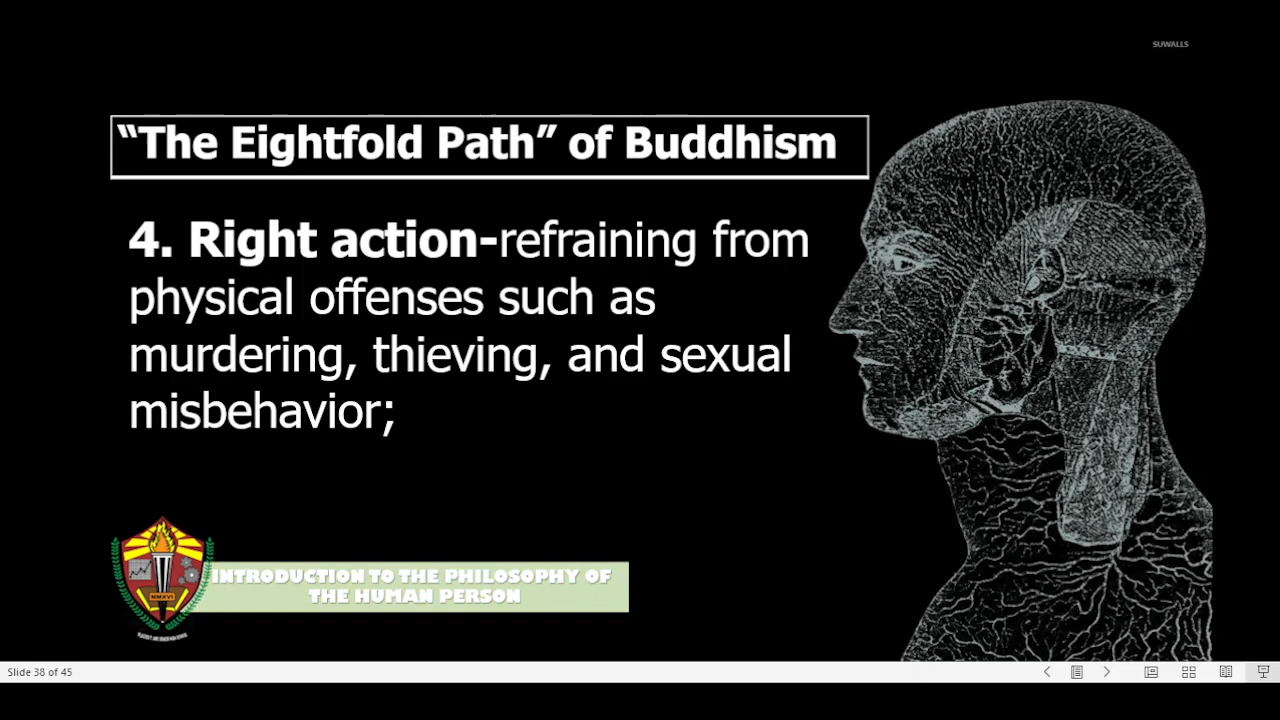 SUWALLS
“The Eightfold Path” of Buddhism
4. Right action-refraining from
physical offenses such as
murdering, thieving, and sexual
misbehavior;
MMXVI
INTRODUCTION TO THE PHILOSOPHY OF
THE HUMAN PERSON
Slide 38 of 45